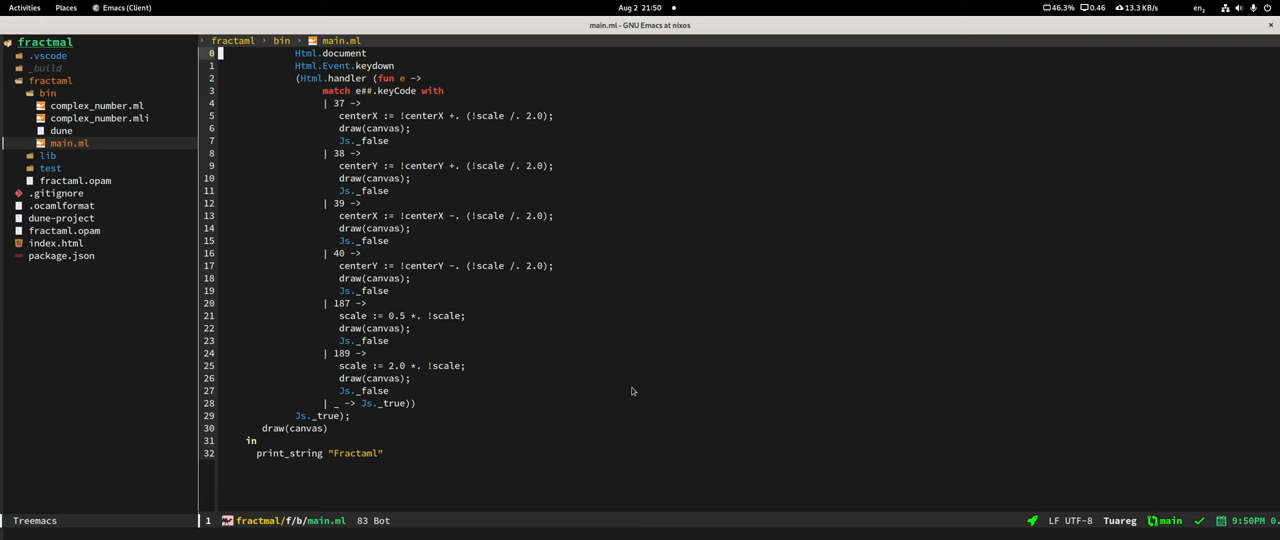 Activities Places Emacs (Client) Aug 2 21:50 46.3% 0.46 13.3 KB/s en₂
main.ml - GNU Emacs at nixos ×
fractmal
.vscode
_build
fractaml
bin
complex_number.ml
complex_number.mli
dune
main.ml
lib
test
fractaml.opam
.gitignore
.ocamlformat
dune-project
fractaml.opam
index.html
package.json
› fractaml › bin › main.ml
0 Html.document
1 Html.Event.keydown
2 (Html.handler (fun e ->
3 match e##.keyCode with
4 | 37 ->
5 centerX := !centerX +. (!scale /. 2.0);
6 draw(canvas);
7 Js._false
8 | 38 ->
9 centerY := !centerY +. (!scale /. 2.0);
10 draw(canvas);
11 Js._false
12 | 39 ->
13 centerX := !centerX -. (!scale /. 2.0);
14 draw(canvas);
15 Js._false
16 | 40 ->
17 centerY := !centerY -. (!scale /. 2.0);
18 draw(canvas);
19 Js._false
20 | 187 ->
21 scale := 0.5 *. !scale;
22 draw(canvas);
23 Js._false
24 | 189 ->
25 scale := 2.0 *. !scale;
26 draw(canvas);
27 Js._false
28 | _ -> Js._true))
29 Js._true);
30 draw(canvas)
31 in
32 print_string "Fractaml"
Treemacs
1 fractmal/f/b/main.ml 83 Bot LF UTF-8 Tuareg main 9:50PM 0.